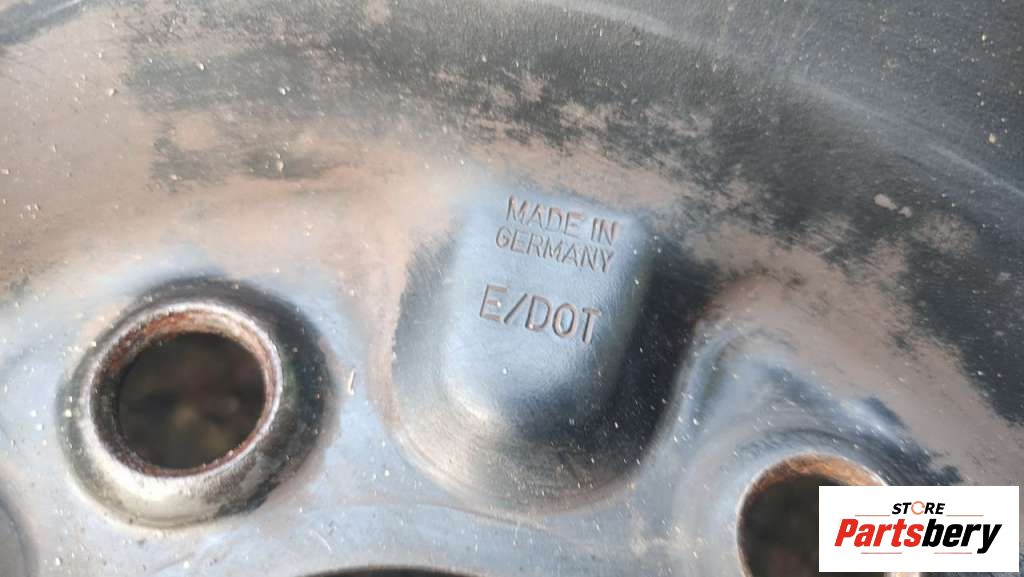 MADE IN
GERMANY
E/DOT
STORE
Partsbery